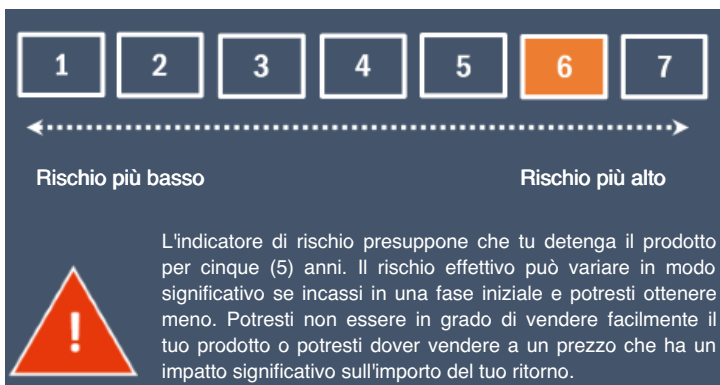 1 2 3 4 5 6 7
Rischio più basso Rischio più alto
L'indicatore di rischio presuppone che tu detenga il prodotto
per cinque (5) anni. Il rischio effettivo può variare in modo
significativo se incassi in una fase iniziale e potresti ottenere
meno. Potresti non essere in grado di vendere facilmente il
tuo prodotto o potresti dover vendere a un prezzo che ha un
impatto significativo sull'importo del tuo ritorno.
!